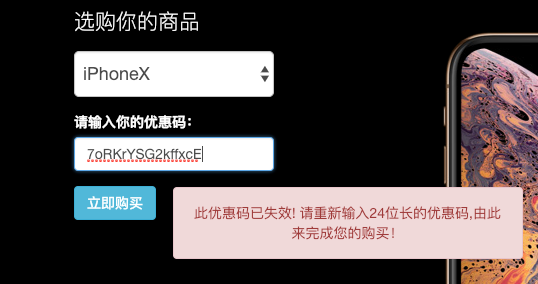 选购你的商品
iPhoneX
请输入你的优惠码：
7oRKrYSG2kffxcE
立即购买
此优惠码已失效! 请重新输入24位长的优惠码,由此
来完成您的购买！